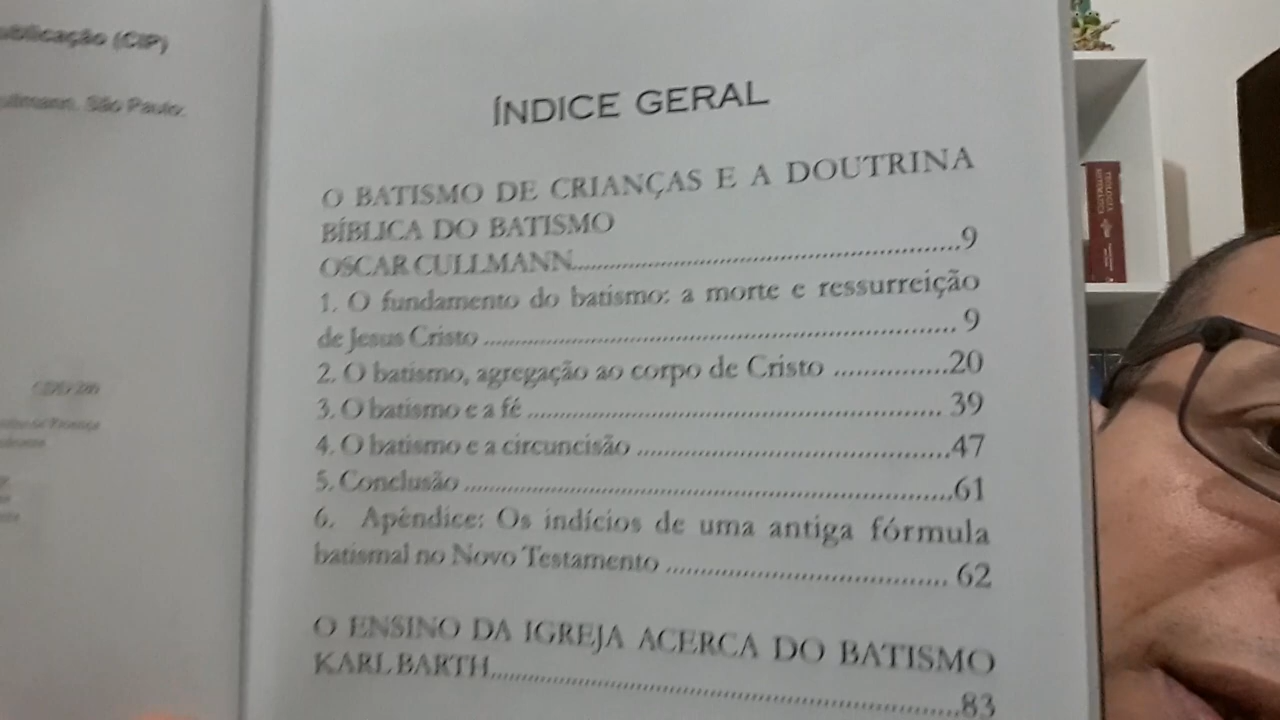 blicação (CIP)
São Paulo:
ÍNDICE GERAL
O BATISMO DE CRIANÇAS E A DOUTRINA
BÍBLICA DO BATISMO
OSCAR CULLMANN..........9
1. O fundamento do batismo: a morte e ressurreição
de Jesus Cristo .......... 9
2. O batismo, agregação ao corpo de Cristo ..........20
3. O batismo e a fé .......... 39
4. O batismo e a circuncisão ..........47
5. Conclusão ..........61
6. Apêndice: Os indícios de uma antiga fórmula
batismal no Novo Testamento .......... 62
O ENSINO DA IGREJA ACERCA DO BATISMO
KARL BARTH..........83
TEOLOGIA
SISTEMÁTICA